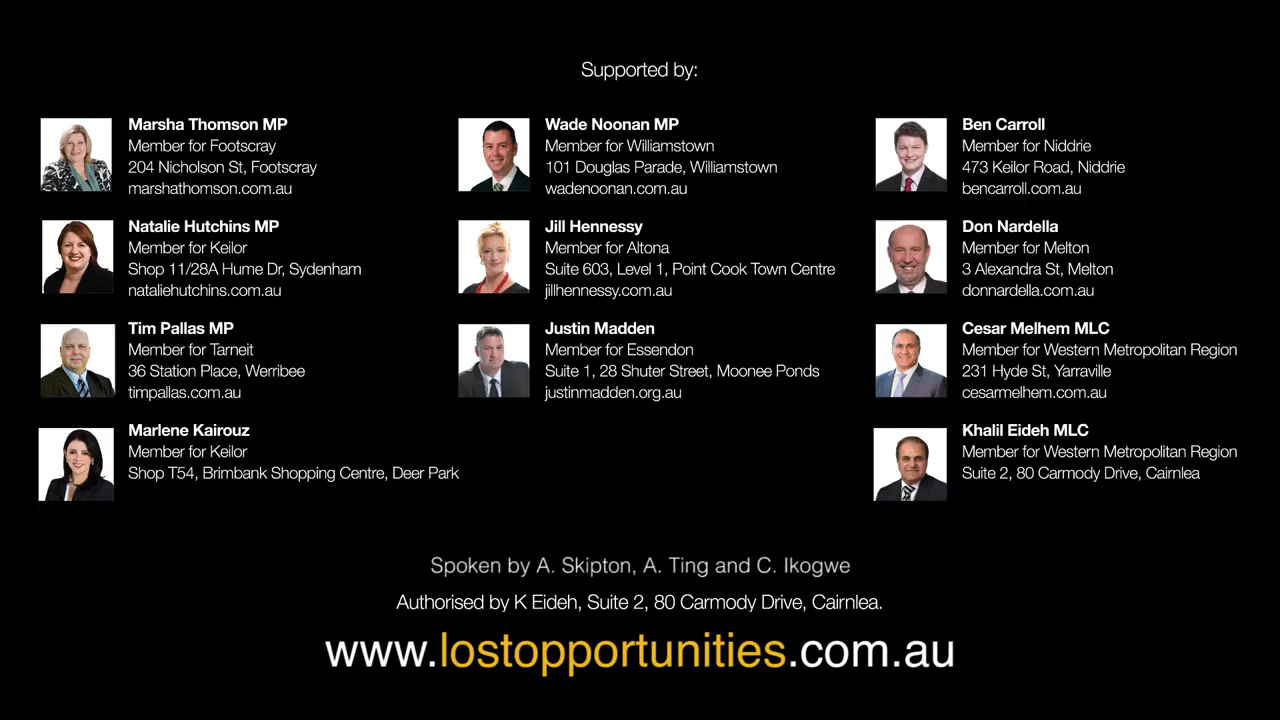 Supported by:
Marsha Thomson MP
Member for Footscray
204 Nicholson St, Footscray
marshathomson.com.au
Natalie Hutchins MP
Member for Keilor
Shop 11/28A Hume Dr, Sydenham
nataliehutchins.com.au
Tim Pallas MP
Member for Tarneit
36 Station Place, Werribee
timpallas.com.au
Marlene Kairouz
Member for Keilor
Shop T54, Brimbank Shopping Centre, Deer Park
Wade Noonan MP
Member for Williamstown
101 Douglas Parade, Williamstown
wadenoonan.com.au
Jill Hennessy
Member for Altona
Suite 603, Level 1, Point Cook Town Centre
jillhennessy.com.au
Justin Madden
Member for Essendon
Suite 1, 28 Shuter Street, Moonee Ponds
justinmadden.org.au
Ben Carroll
Member for Niddrie
473 Keilor Road, Niddrie
bencarroll.com.au
Don Nardella
Member for Melton
3 Alexandra St, Melton
donnardella.com.au
Cesar Melhem MLC
Member for Western Metropolitan Region
231 Hyde St, Yarraville
cesarmelhem.com.au
Khalil Eideh MLC
Member for Western Metropolitan Region
Suite 2, 80 Carmody Drive, Cairnlea
Spoken by A. Skipton, A. Ting and C. Ikogwe
Authorised by K Eideh, Suite 2, 80 Carmody Drive, Cairnlea.
www.lostopportunities.com.au